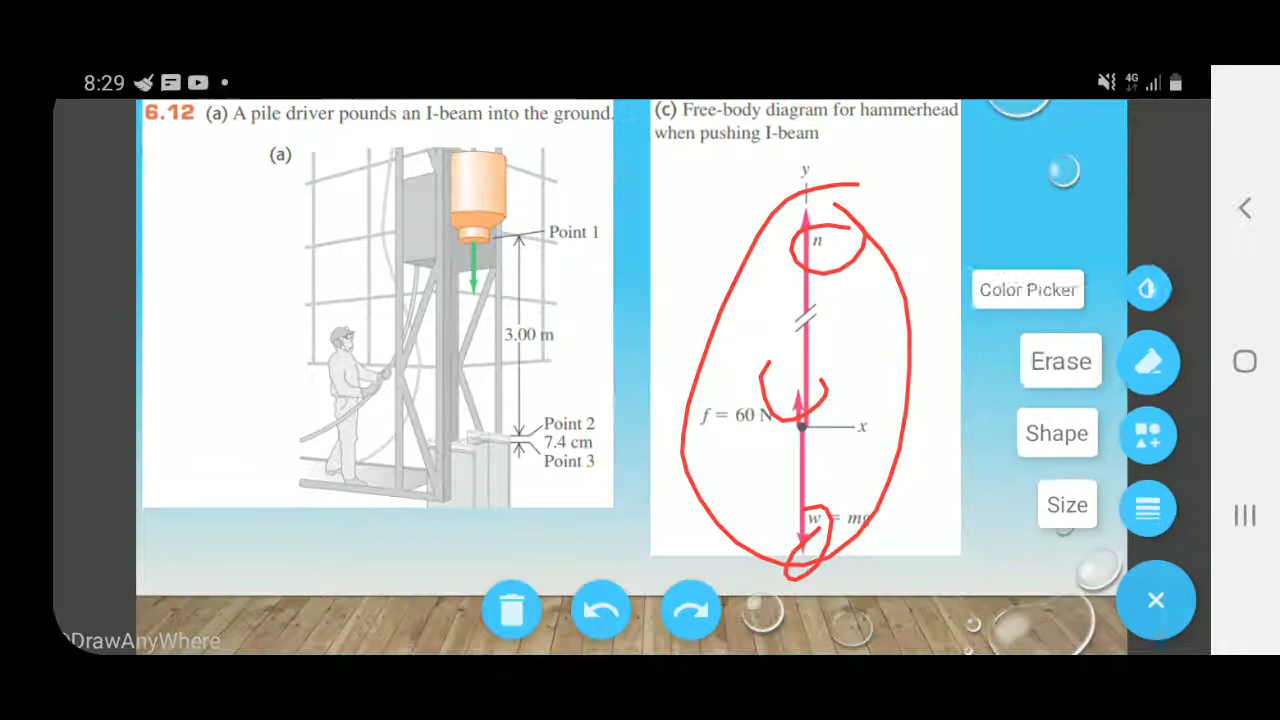 8:29
4G
6.12 (a) A pile driver pounds an I-beam into the ground.
(a)
Point 1
3.00 m
Point 2
7.4 cm
Point 3
(c) Free-body diagram for hammerhead
when pushing I-beam
y
n
f = 60 N
x
w = mg
Color Picker
Erase
Shape
Size
DrawAnyWhere